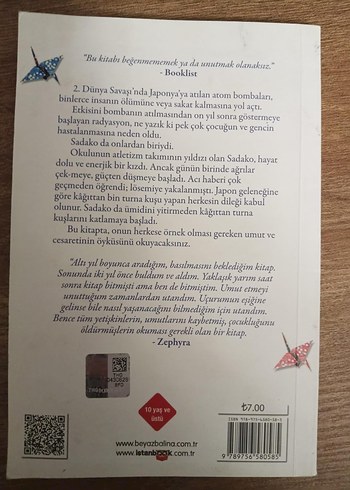 "Bu kitabı beğenmememek ya da unutmak olanaksız."
- Booklist
2. Dünya Savaşı'nda Japonya'ya atılan atom bombaları,
binlerce insanın ölümüne veya sakat kalmasına yol açtı.
Etkisini bombanın atılmasından on yıl sonra göstermeye
başlayan radyasyon, ne yazık ki pek çok çocuğun ve gencin
hastalanmasına neden oldu.
Sadako da onlardan biriydi.
Okulunun atletizm takımının yıldızı olan Sadako, hayat
dolu ve enerjik bir kızdı. Ancak günün birinde ağrılar
çek-meye, güçten düşmeye başladı. Acı haberi çok
geçmeden öğrendi; lösemiye yakalanmıştı. Japon geleneğine
göre kâğıttan bin turna kuşu yapan herkesin dileği kabul
olunur. Sadako da ümidini yitirmeden kâğıttan turna
kuşlarını katlamaya başladı.
Bu kitapta, onun herkese örnek olması gereken umut ve
cesaretinin öyküsünü okuyacaksınız.
"Altı yıl boyunca aradığım, basılmasını beklediğim kitap.
Sonunda iki yıl önce buldum ve aldım. Yaklaşık yarım saat
sonra kitap bitmişti ama ben de bitmiştim. Umut etmeyi
unuttuğum zamanlardan utandım. Uçurumun eşiğine
gelinse bile nasıl yaşanacağını bilmediğim için utandım.
Bence tüm yetişkinlerin, umutlarını kaybetmiş, çocukluğunu
öldürmüşlerin okuması gerekli olan bir kitap.
- Zephyra
10 yaş ve
üstü
₺7.00
www.beyazbalina.com.tr
www.istanbook.com.tr
9 789756 580585